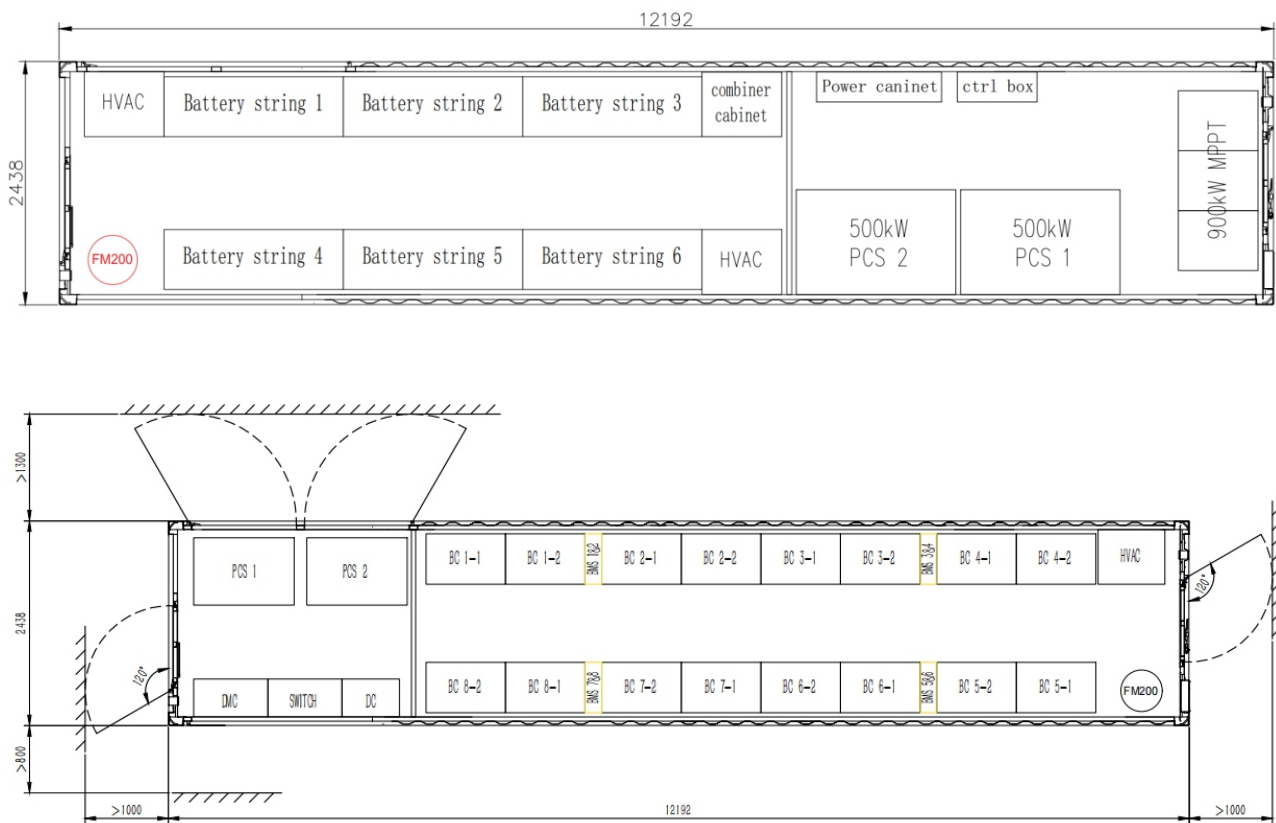 12192
2438
HVAC
Battery string 1
Battery string 2
Battery string 3
combiner
cabinet
Power caninet
ctrl box
900kW MPPT
500kW
PCS 2
500kW
PCS 1
FM200
Battery string 4
Battery string 5
Battery string 6
HVAC
>1300
2438
>800
PCS 1
PCS 2
BC 1-1
BC 1-2
BMS 1&2
BC 2-1
BC 2-2
BC 3-1
BC 3-2
BMS 3&4
BC 4-1
BC 4-2
HVAC
120°
120°
DMC
SWITCH
DC
BC 8-2
BC 8-1
BMS 7&8
BC 7-2
BC 7-1
BC 6-2
BC 6-1
BMS 5&6
BC 5-2
BC 5-1
FM200
>1000
12192
>1000